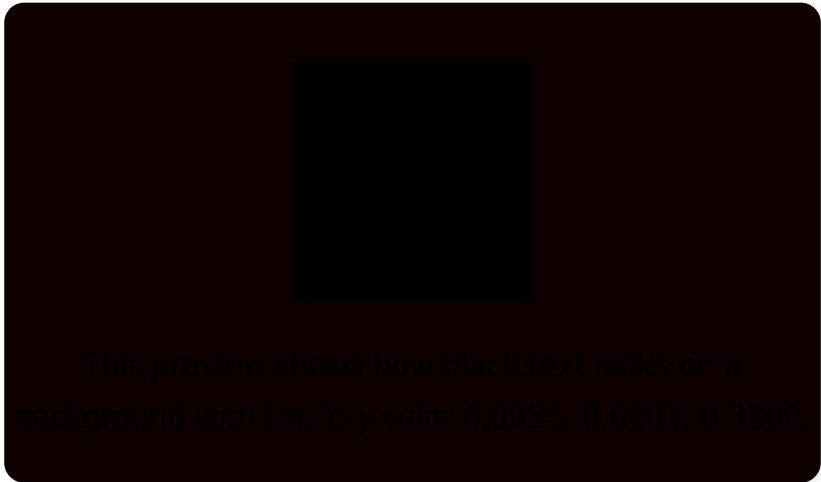 This preview shows how black text looks on a
background with the Yxy color 0.0934, 0.6401, 0.3300.